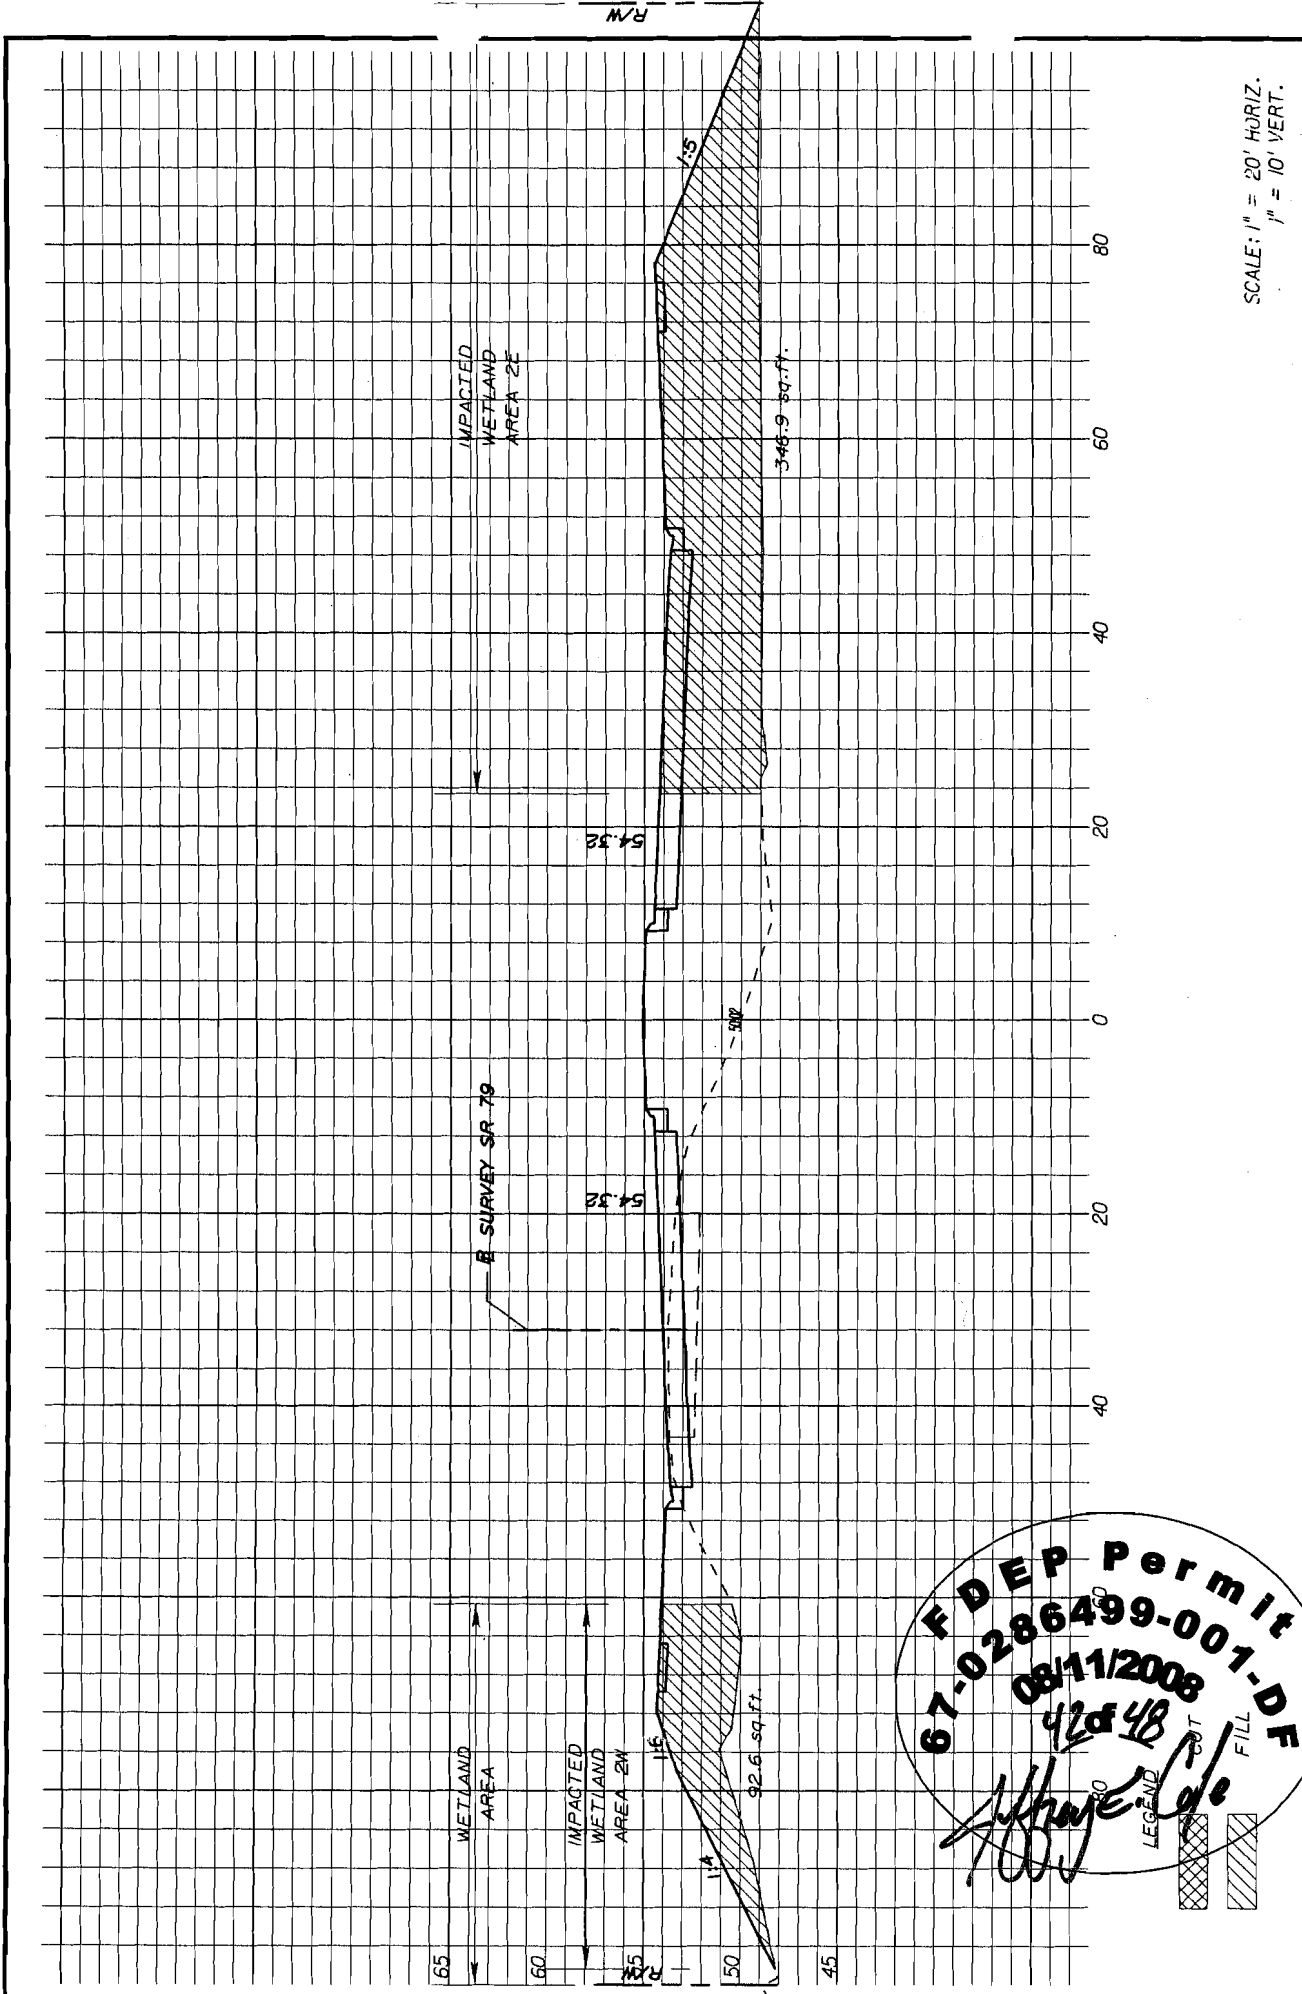 R/W
SCALE: 1" = 20' HORIZ.
1" = 10' VERT.
IMPACTED
WETLAND
AREA 2E
1:5
346.9 sq.ft.
54.32
℄ SURVEY SR 79
54.32
WETLAND
AREA
IMPACTED
WETLAND
AREA 2W
1:6
1:4
92.6 sq.ft.
R/W
65
60
55
50
45
80
60
40
20
0
20
40
60
80
FDEP Permit
67-0286499-001-DF
08/11/2008
42 of 48
LEGEND
CUT
FILL